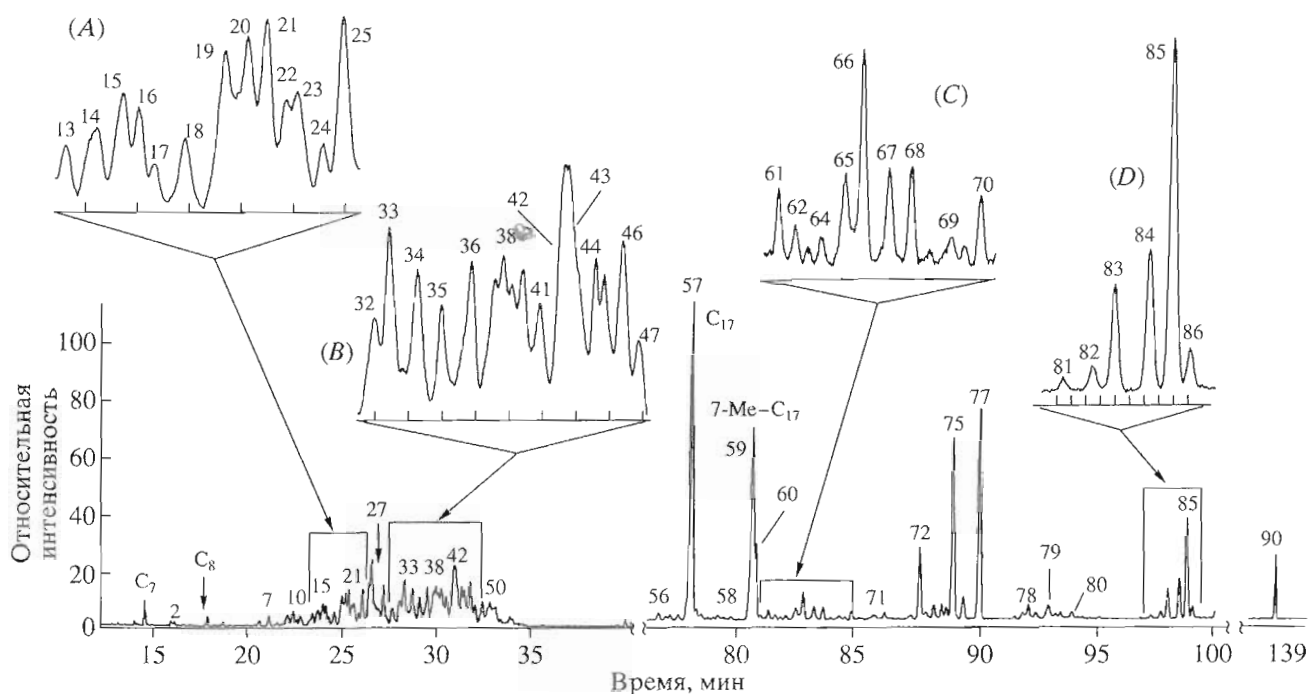 (A)
13 14 15 16 17 18 19 20 21 22 23 24 25
(B)
32 33 34 35 36 38 41 42 43 44 46 47
(C)
61 62 64 65 66 67 68 69 70
(D)
81 82 83 84 85 86
Относительная
интенсивность
100
80
60
40
20
0
C₇ 2 C₈ 7 10 15 21 27 33 38 42 50
56 57 C₁₇ 58 7-Me–C₁₇ 59 60 71 72 75 77 78 79 80 85 90
15 20 25 30 35 80 85 90 95 100 139
Время, мин